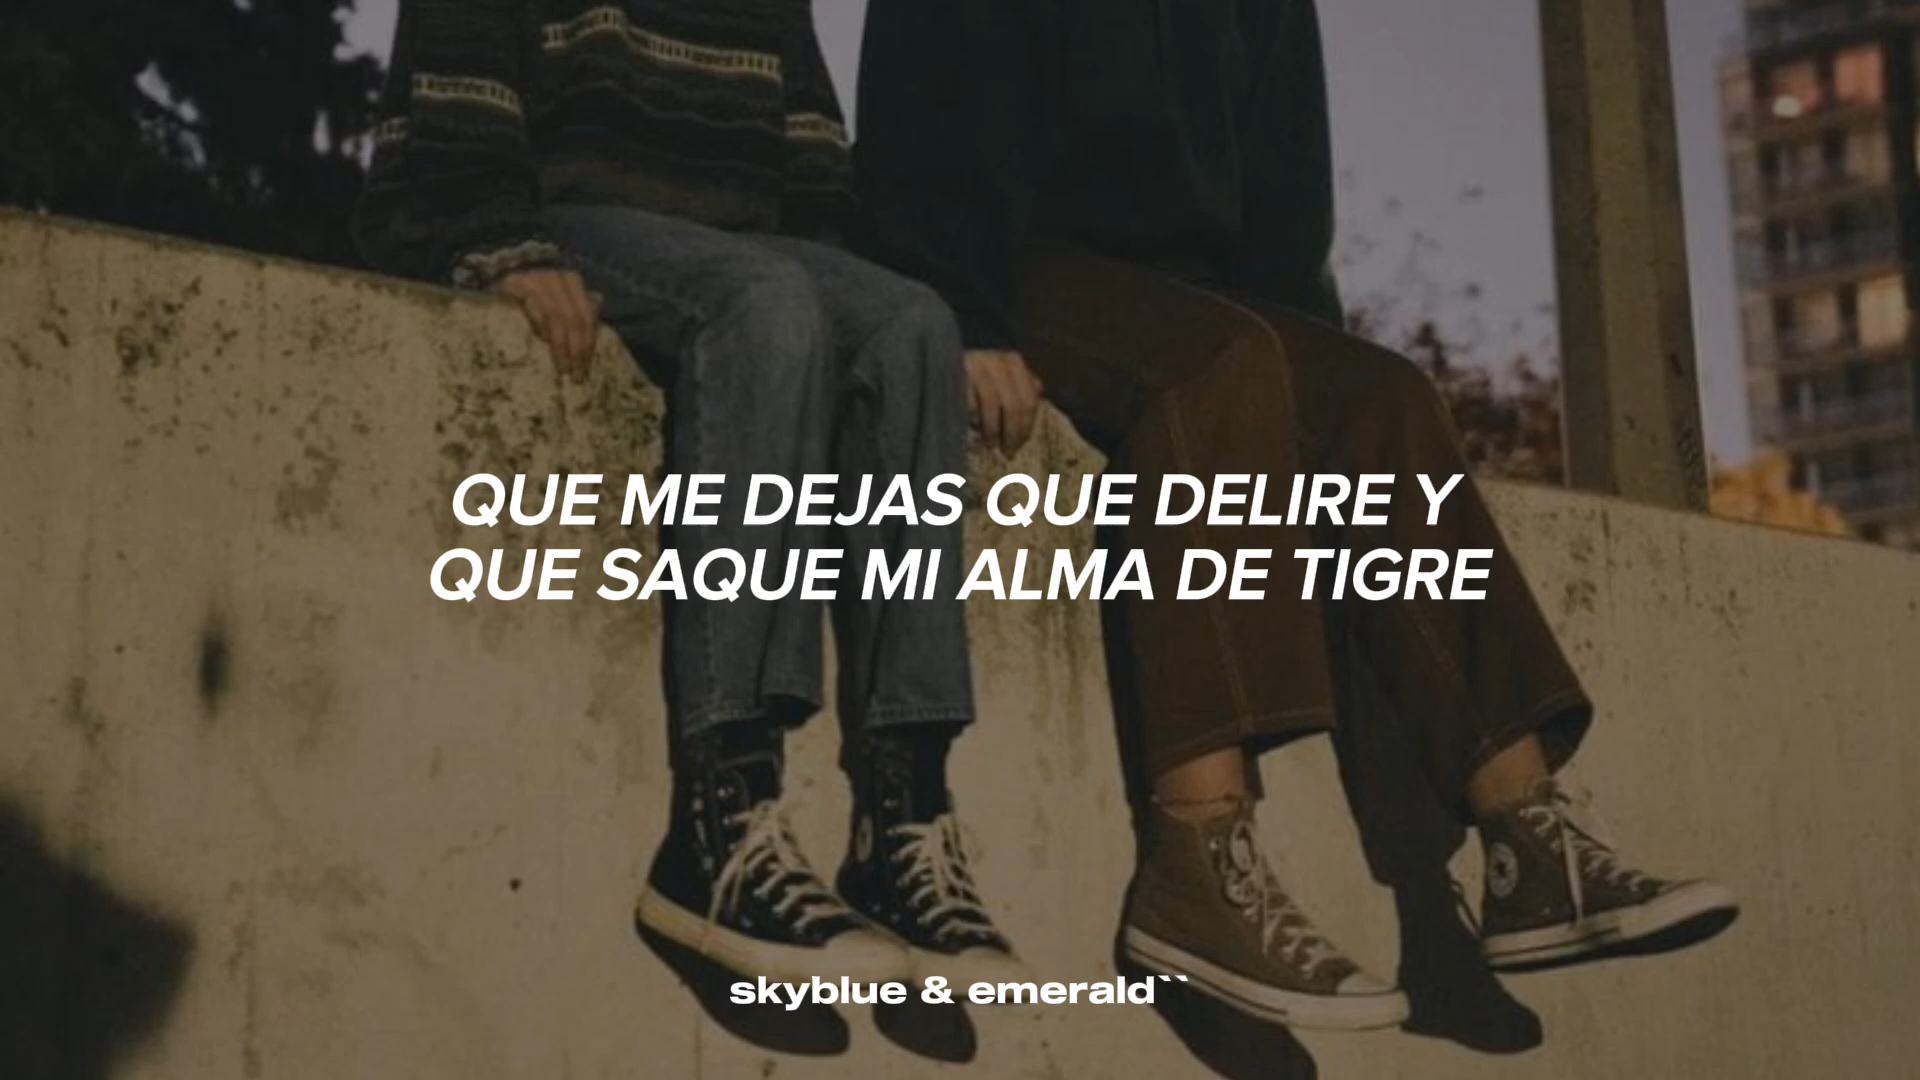 QUE ME DEJAS QUE DELIRE Y
QUE SAQUE MI ALMA DE TIGRE
skyblue & emerald``